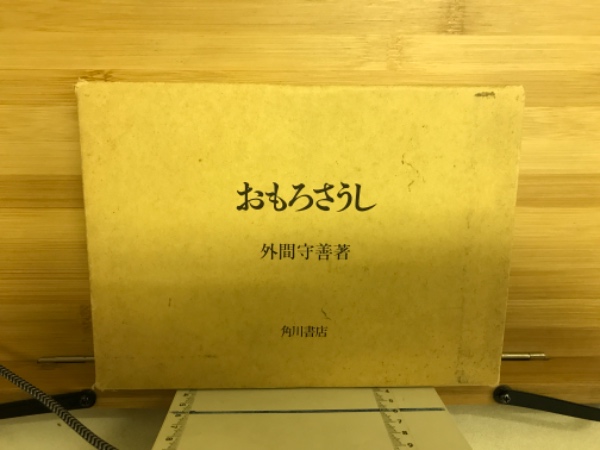 おもろさうし
外間守善著
角川書店